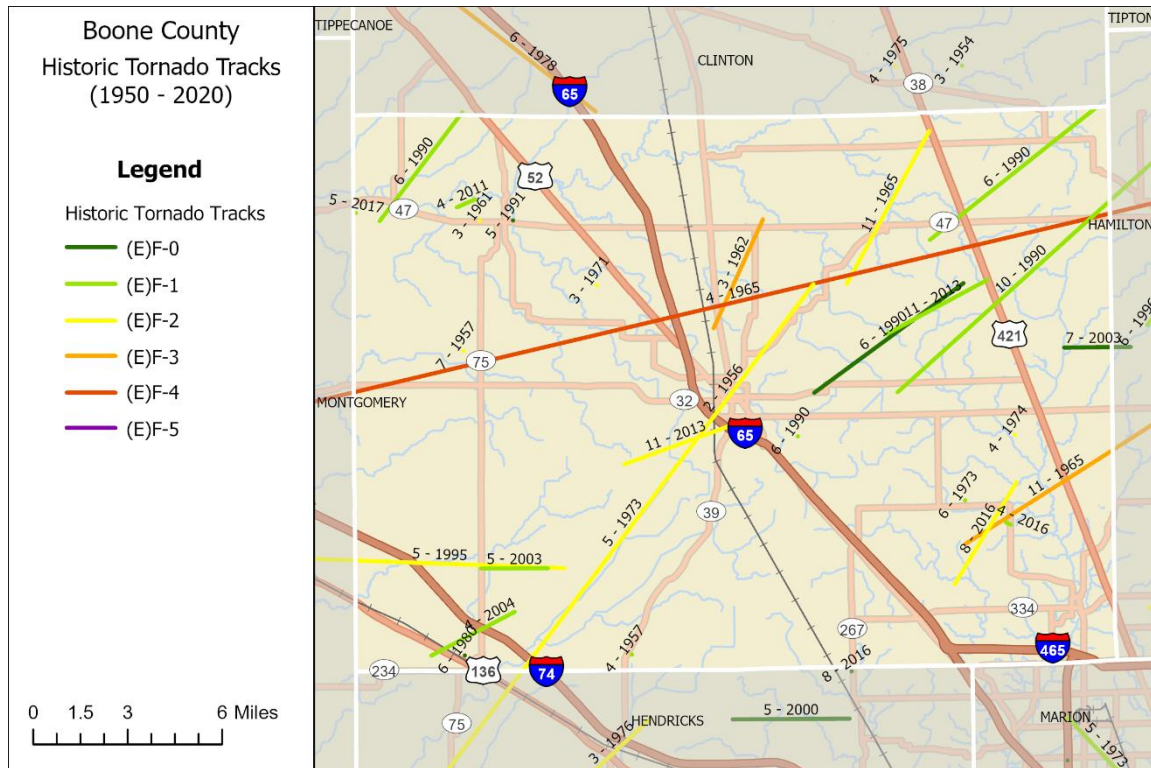 Boone County
Historic Tornado Tracks
(1950 - 2020)
Legend
Historic Tornado Tracks
(E)F-0
(E)F-1
(E)F-2
(E)F-3
(E)F-4
(E)F-5
0 1.5 3 6 Miles
TIPPECANOE
TIPTON
CLINTON
6 - 1978
4 - 1975
3 - 1954
65
38
6 - 1990
52
4 - 2011
5 - 2017
47
3 - 1961
5 - 1991
11 - 1965
6 - 1990
47
HAMILTON
3 - 1962
3 - 1971
4 - 1965
10 - 1990
6 - 1990
11 - 2013
421
7 - 2003
6 - 1996
7 - 1957
75
MONTGOMERY
32
2 - 1956
65
11 - 2013
6 - 1990
4 - 1974
11 - 1965
6 - 1973
4 - 2016
8 - 2016
39
5 - 1973
5 - 1995
5 - 2003
4 - 2004
6 - 1980
234
136
74
4 - 1957
267
334
465
8 - 2016
75
HENDRICKS
5 - 2000
MARION
3 - 1976
5 - 1973